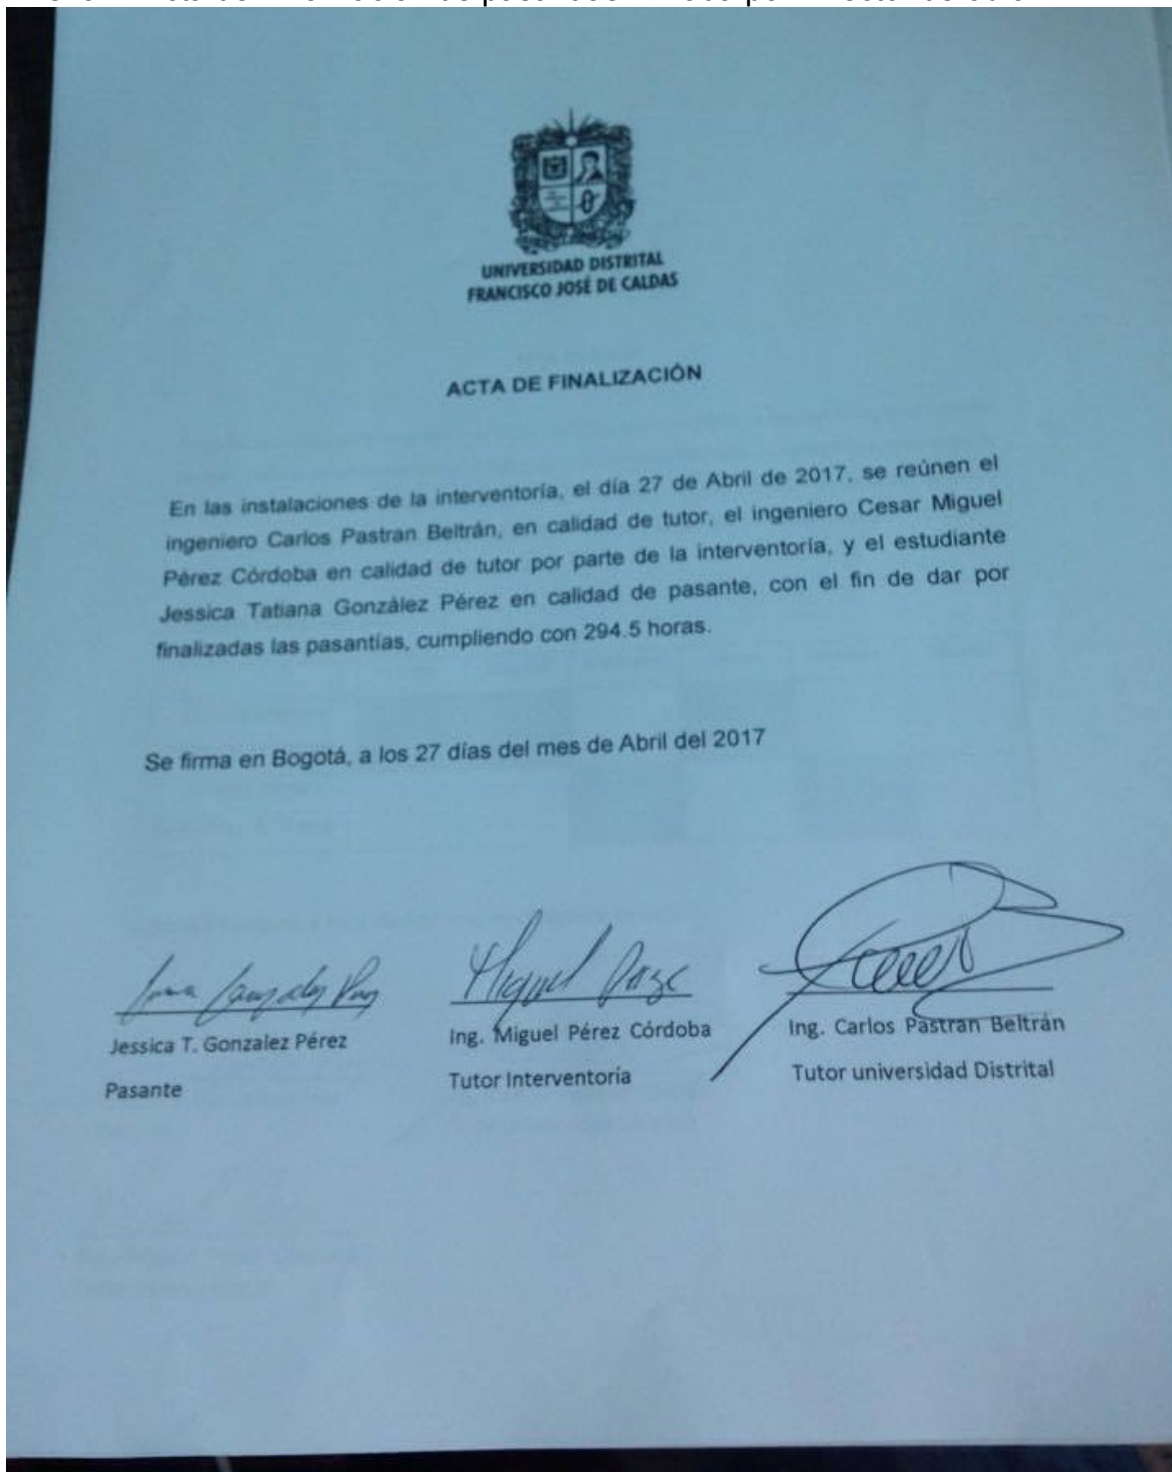 UNIVERSIDAD DISTRITAL
FRANCISCO JOSÉ DE CALDAS
ACTA DE FINALIZACIÓN
En las instalaciones de la interventoría, el día 27 de Abril de 2017, se reúnen el
ingeniero Carlos Pastran Beltrán, en calidad de tutor, el ingeniero Cesar Miguel
Pérez Córdoba en calidad de tutor por parte de la interventoría, y el estudiante
Jessica Tatiana González Pérez en calidad de pasante, con el fin de dar por
finalizadas las pasantías, cumpliendo con 294.5 horas.
Se firma en Bogotá, a los 27 días del mes de Abril del 2017
Miguel
Jessica T. Gonzalez Pérez
Ing. Miguel Pérez Córdoba
Ing. Carlos Pastran Beltrán
Pasante
Tutor Interventoría
Tutor universidad Distrital